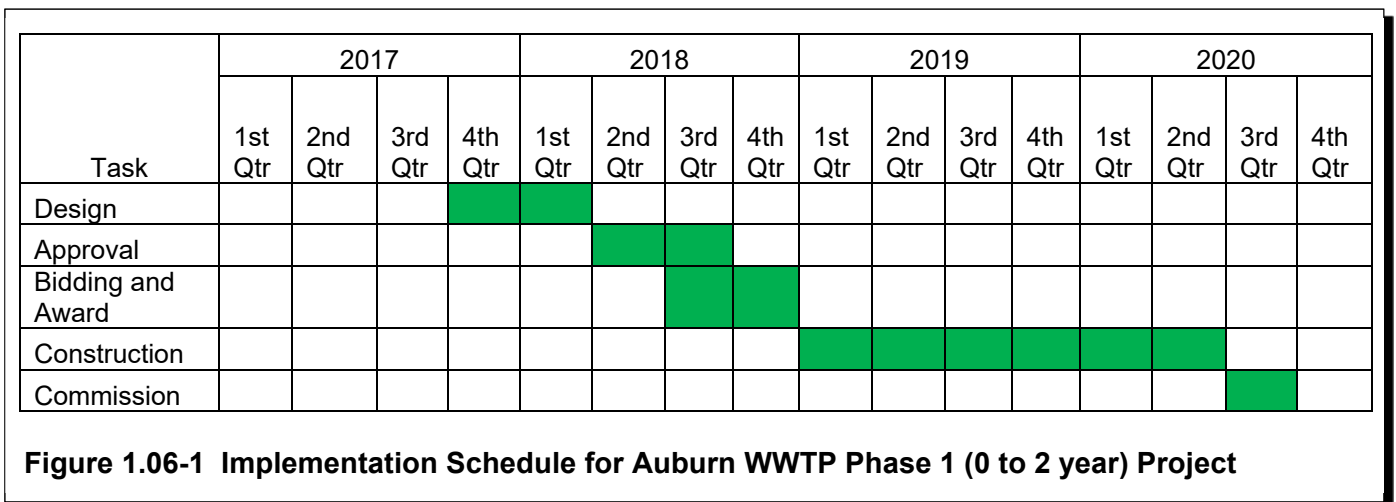 2017 2018 2019 2020
Task 1st Qtr 2nd Qtr 3rd Qtr 4th Qtr 1st Qtr 2nd Qtr 3rd Qtr 4th Qtr 1st Qtr 2nd Qtr 3rd Qtr 4th Qtr 1st Qtr 2nd Qtr 3rd Qtr 4th Qtr
Design
Approval
Bidding and
Award
Construction
Commission
Figure 1.06-1 Implementation Schedule for Auburn WWTP Phase 1 (0 to 2 year) Project